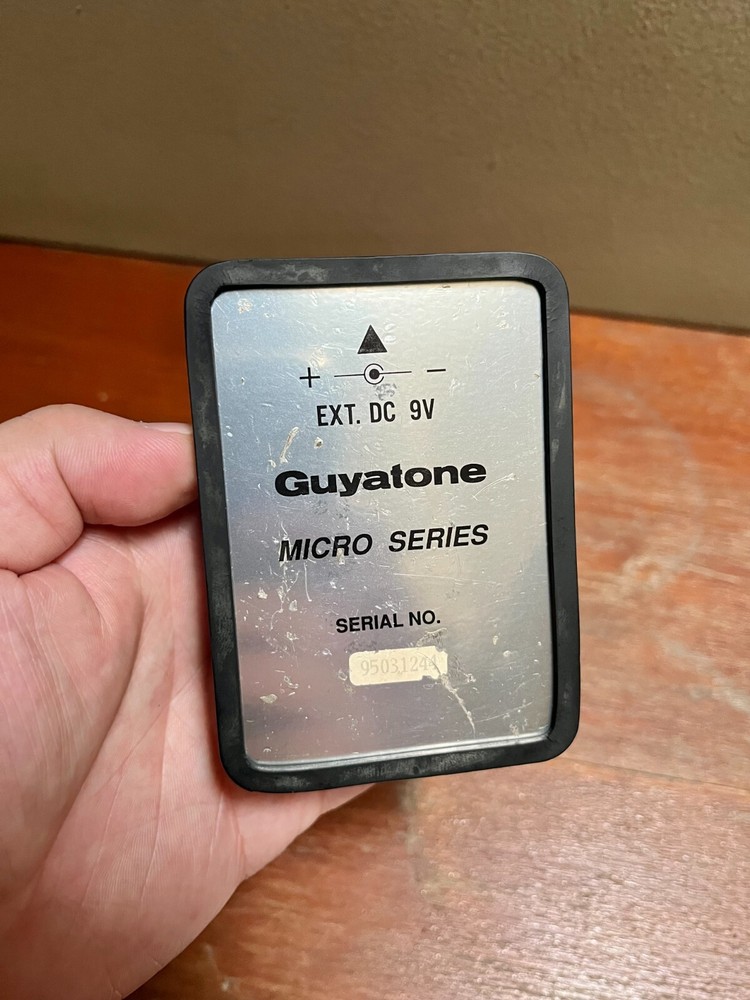 + −
EXT. DC 9V
Guyatone
MICRO SERIES
SERIAL NO.
95031244